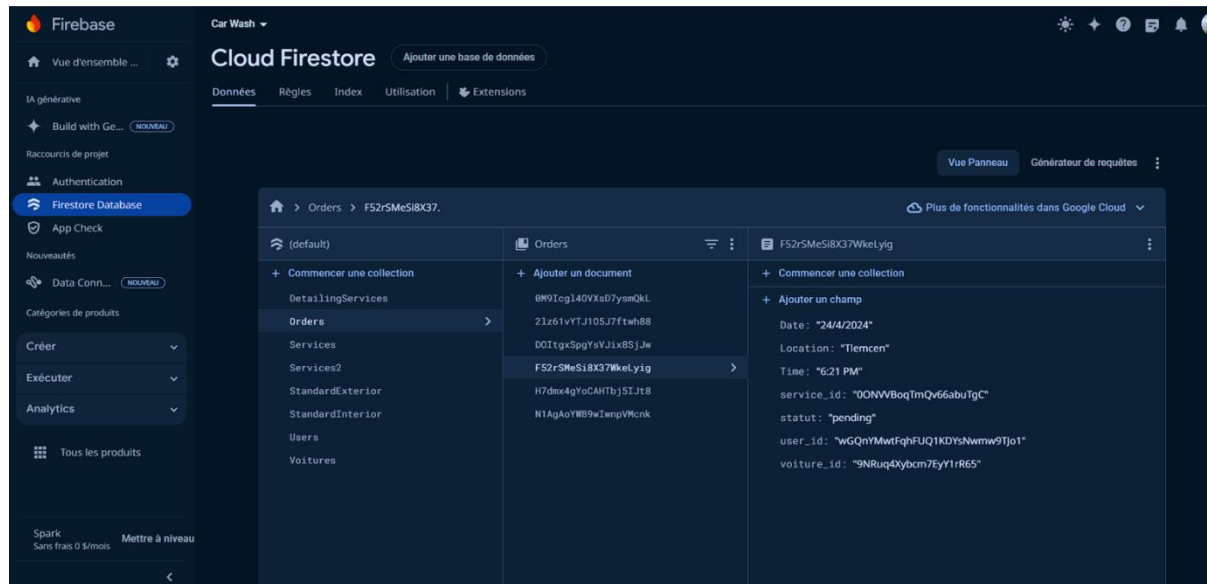 Firebase
Vue d'ensemble ...
IA générative
Build with Ge... NOUVEAU
Raccourcis de projet
Authentication
Firestore Database
App Check
Nouveautés
Data Conn... NOUVEAU
Catégories de produits
Créer
Exécuter
Analytics
Tous les produits
Spark
Sans frais 0 $/mois
Mettre à niveau
Car Wash
Cloud Firestore
Ajouter une base de données
Données Règles Index Utilisation Extensions
Vue Panneau Générateur de requêtes
Orders > F52rSMeSi8X37.
Plus de fonctionnalités dans Google Cloud
(default)
+ Commencer une collection
DetailingServices
Orders
Services
Services2
StandardExterior
StandardInterior
Users
Voitures
Orders
+ Ajouter un document
0M9Icgl4OVXsD7ysmQkL
2lz61vYTJ1O5J7ftwh88
DOItgxSpgYsVJix8SjJw
F52rSMeSi8X37WkeLyig
H7dmx4gYoCAHTbj5IJt8
N1AgAoYWB9wIwnpVMcnk
F52rSMeSi8X37WkeLyig
+ Commencer une collection
+ Ajouter un champ
Date: "24/4/2024"
Location: "Tlemcen"
Time: "6:21 PM"
service_id: "0ONVVBoqTmQv66abuTgC"
statut: "pending"
user_id: "wGQnYMwtFqhFUQ1KDYsNwmw9TJo1"
voiture_id: "9NRuq4Xybcm7EyY1rR65"